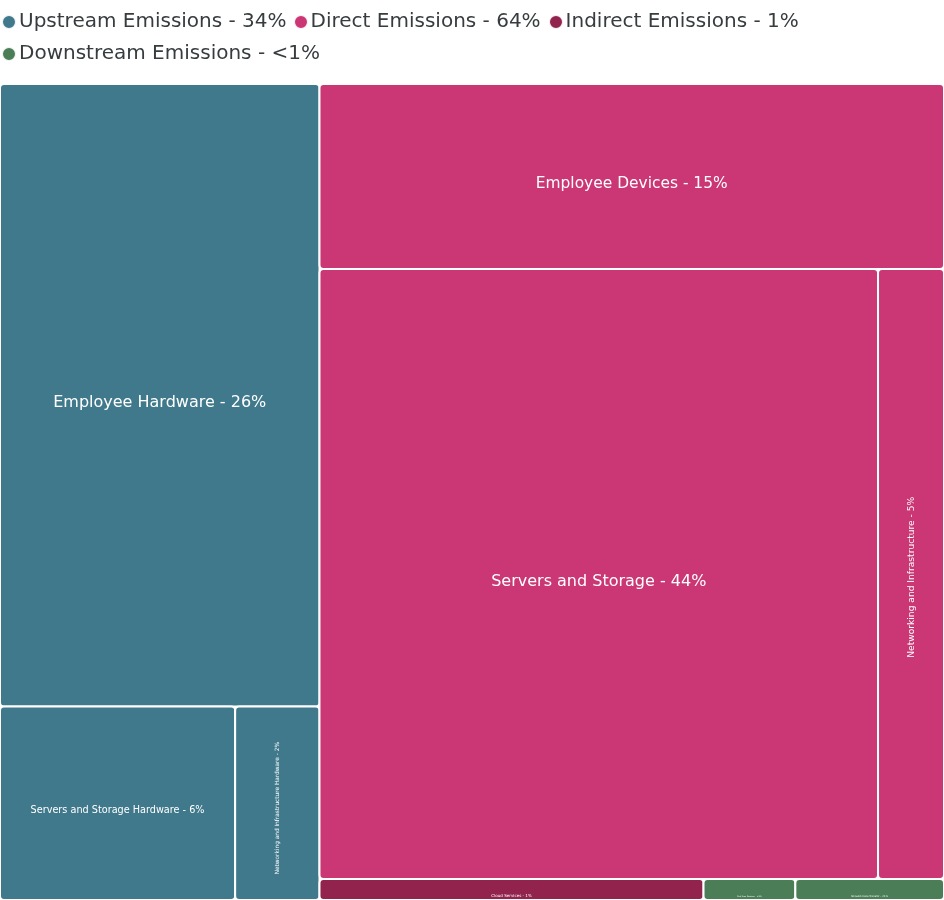 Upstream Emissions - 34% Direct Emissions - 64% Indirect Emissions - 1%
Downstream Emissions - <1%
Employee Devices - 15%
Employee Hardware - 26%
Servers and Storage - 44%
Networking and Infrastructure - 5%
Servers and Storage Hardware - 6%
Networking and Infrastructure Hardware - 2%
Cloud Services - 1%